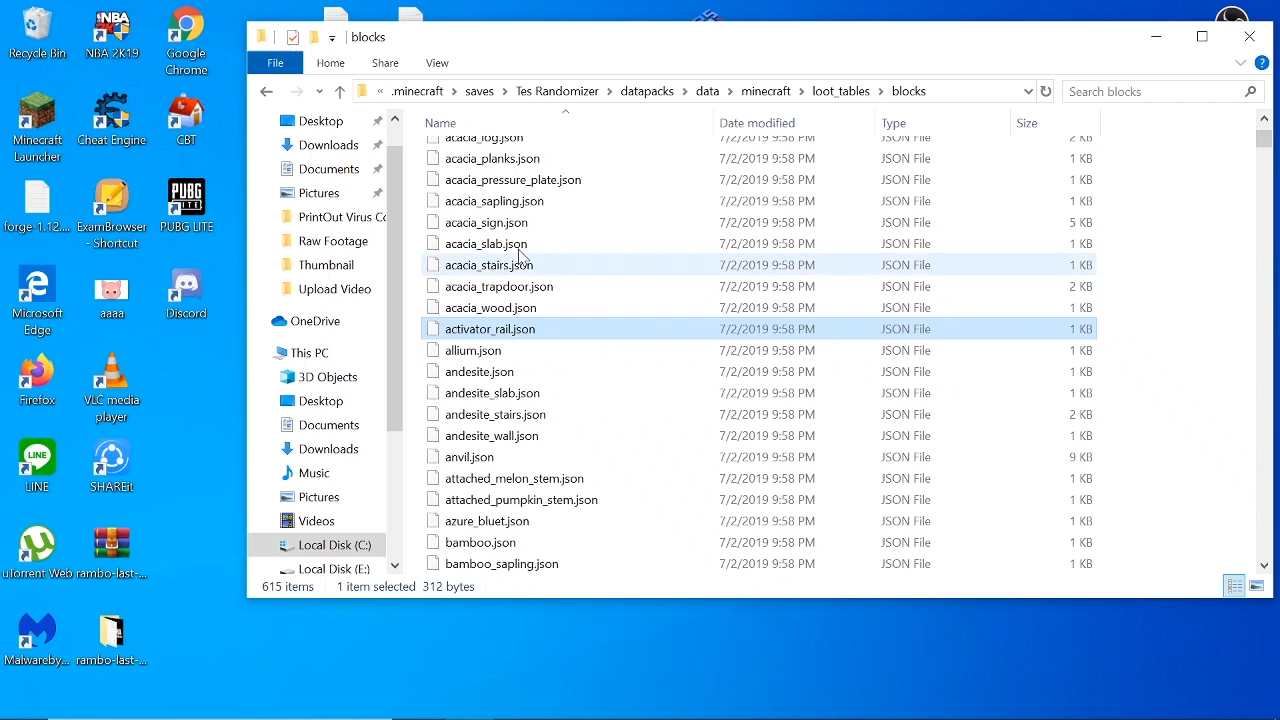 Recycle Bin
NBA 2K19
Google Chrome
Minecraft Launcher
Cheat Engine
CBT
forge-1.12....
ExamBrowser - Shortcut
PUBG LITE
Microsoft Edge
aaaa
Discord
Firefox
VLC media player
LINE
SHAREit
uTorrent Web
rambo-last-...
Malwareby...
rambo-last-...
blocks
File Home Share View
« .minecraft > saves > Tes Randomizer > datapacks > data > minecraft > loot_tables > blocks
Search blocks
Desktop
Downloads
Documents
Pictures
PrintOut Virus Co
Raw Footage
Thumbnail
Upload Video
OneDrive
This PC
3D Objects
Desktop
Documents
Downloads
Music
Pictures
Videos
Local Disk (C:)
Local Disk (E:)
Name Date modified Type Size
acacia_log.json 7/2/2019 9:58 PM JSON File 2 KB
acacia_planks.json 7/2/2019 9:58 PM JSON File 1 KB
acacia_pressure_plate.json 7/2/2019 9:58 PM JSON File 1 KB
acacia_sapling.json 7/2/2019 9:58 PM JSON File 1 KB
acacia_sign.json 7/2/2019 9:58 PM JSON File 5 KB
acacia_slab.json 7/2/2019 9:58 PM JSON File 1 KB
acacia_stairs.json 7/2/2019 9:58 PM JSON File 1 KB
acacia_trapdoor.json 7/2/2019 9:58 PM JSON File 2 KB
acacia_wood.json 7/2/2019 9:58 PM JSON File 1 KB
activator_rail.json 7/2/2019 9:58 PM JSON File 1 KB
allium.json 7/2/2019 9:58 PM JSON File 1 KB
andesite.json 7/2/2019 9:58 PM JSON File 1 KB
andesite_slab.json 7/2/2019 9:58 PM JSON File 1 KB
andesite_stairs.json 7/2/2019 9:58 PM JSON File 2 KB
andesite_wall.json 7/2/2019 9:58 PM JSON File 1 KB
anvil.json 7/2/2019 9:58 PM JSON File 9 KB
attached_melon_stem.json 7/2/2019 9:58 PM JSON File 1 KB
attached_pumpkin_stem.json 7/2/2019 9:58 PM JSON File 1 KB
azure_bluet.json 7/2/2019 9:58 PM JSON File 1 KB
bamboo.json 7/2/2019 9:58 PM JSON File 1 KB
bamboo_sapling.json 7/2/2019 9:58 PM JSON File 1 KB
615 items 1 item selected 312 bytes